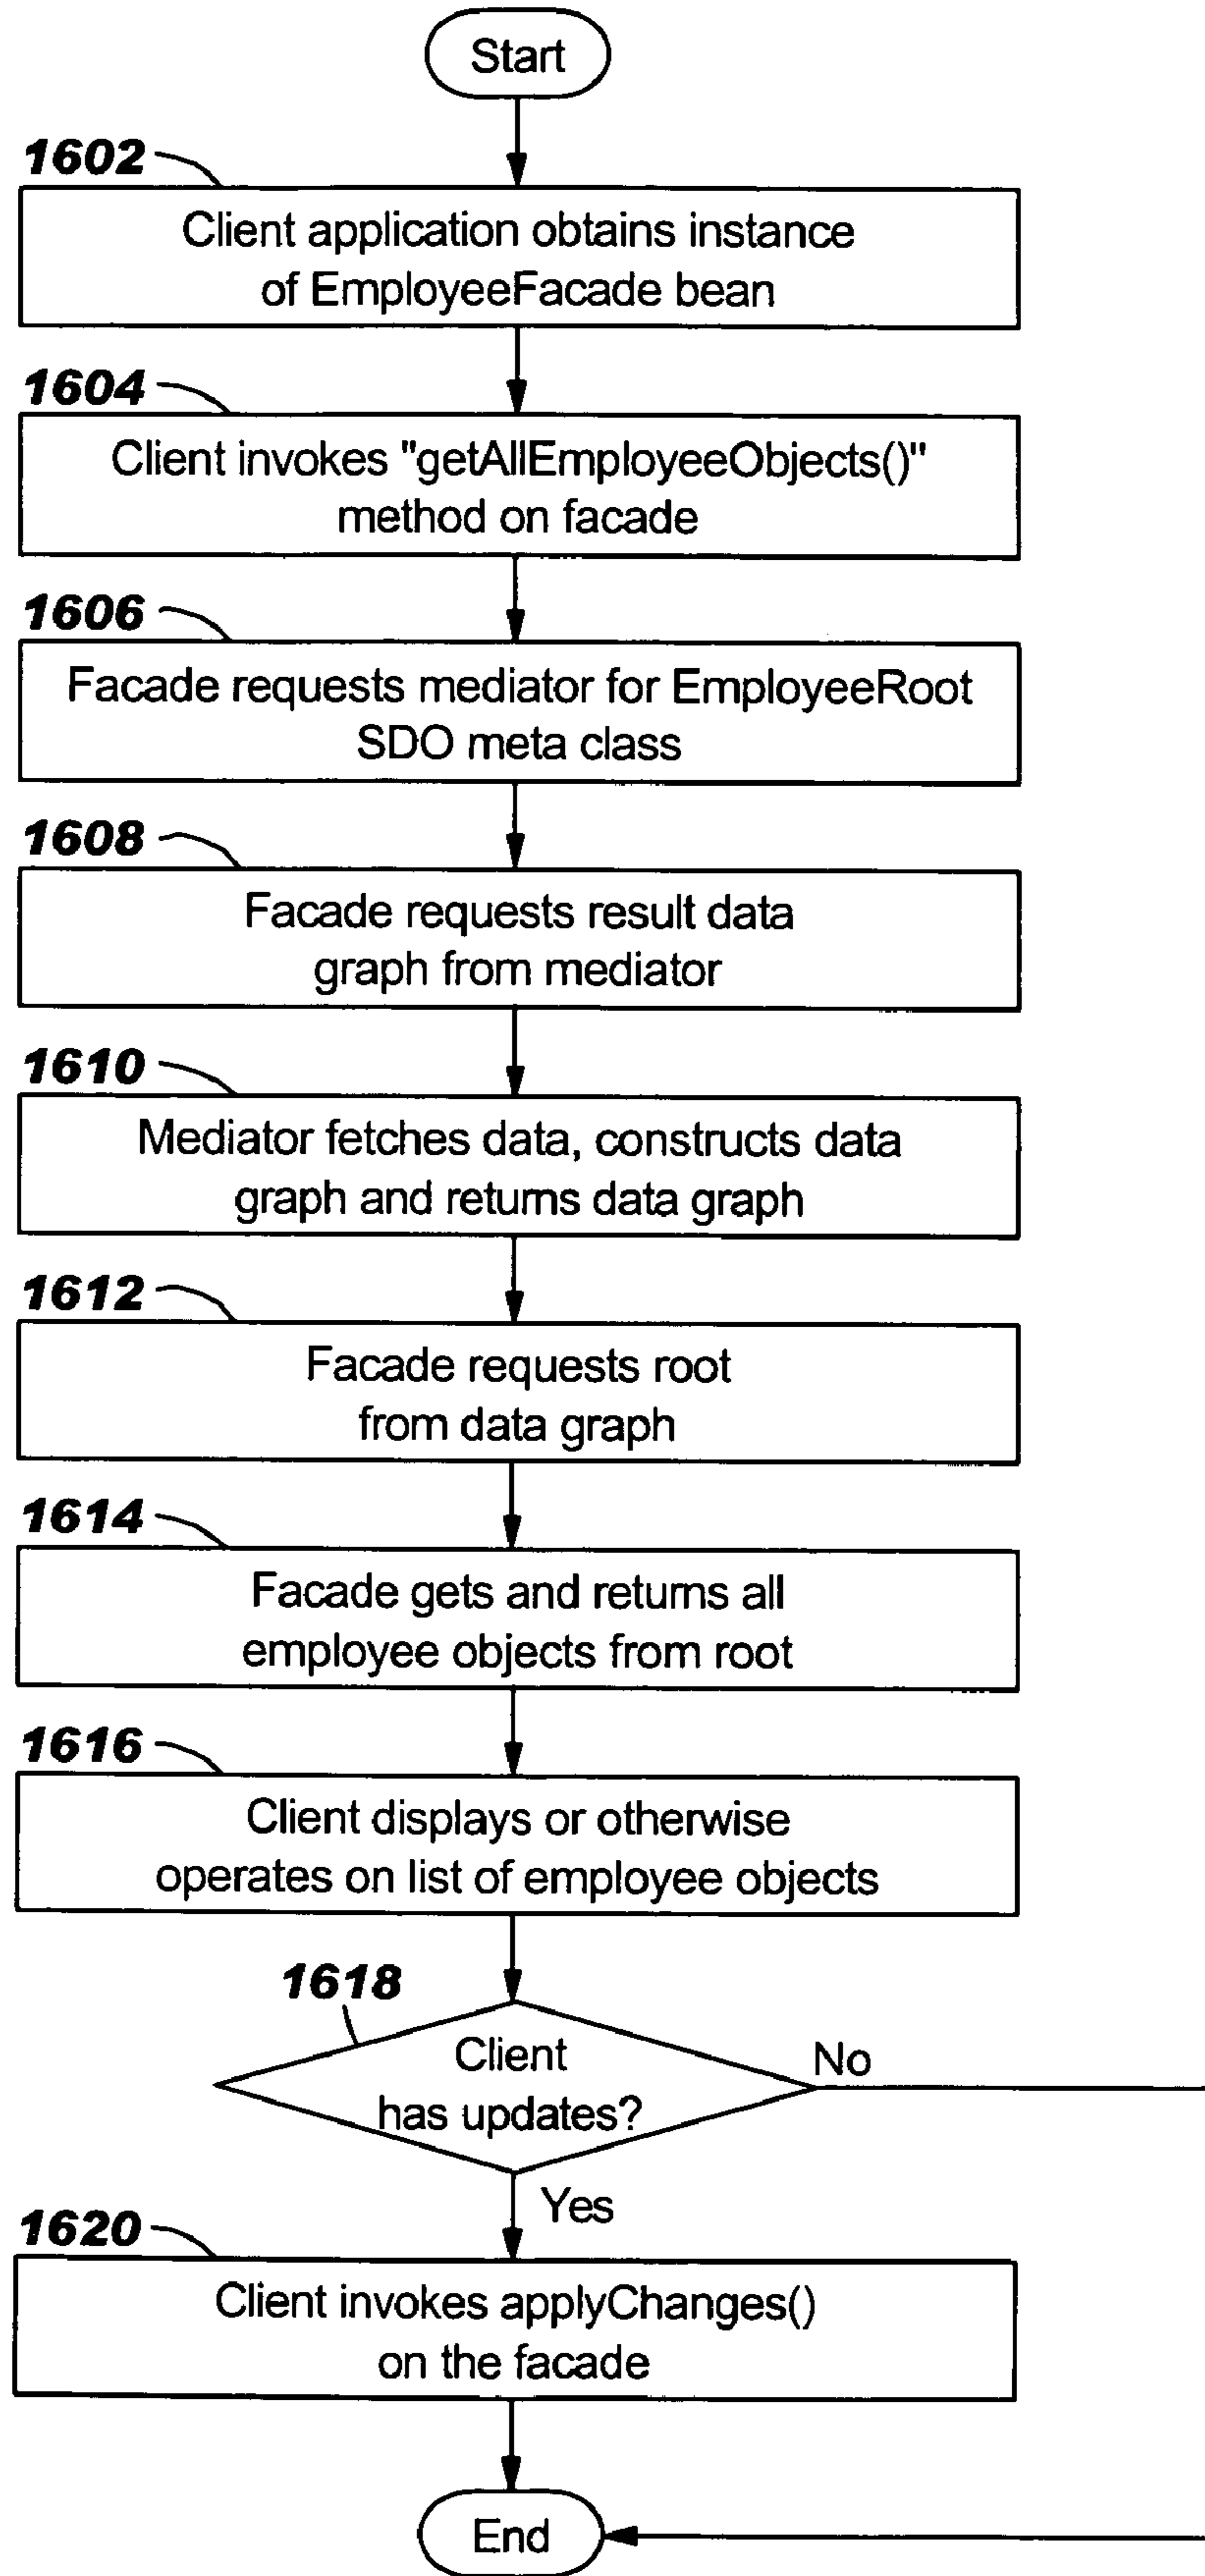 Start
1602
Client application obtains instance
of EmployeeFacade bean
1604
Client invokes "getAllEmployeeObjects()"
method on facade
1606
Facade requests mediator for EmployeeRoot
SDO meta class
1608
Facade requests result data
graph from mediator
1610
Mediator fetches data, constructs data
graph and returns data graph
1612
Facade requests root
from data graph
1614
Facade gets and returns all
employee objects from root
1616
Client displays or otherwise
operates on list of employee objects
1618
Client
has updates?
No
Yes
1620
Client invokes applyChanges()
on the facade
End